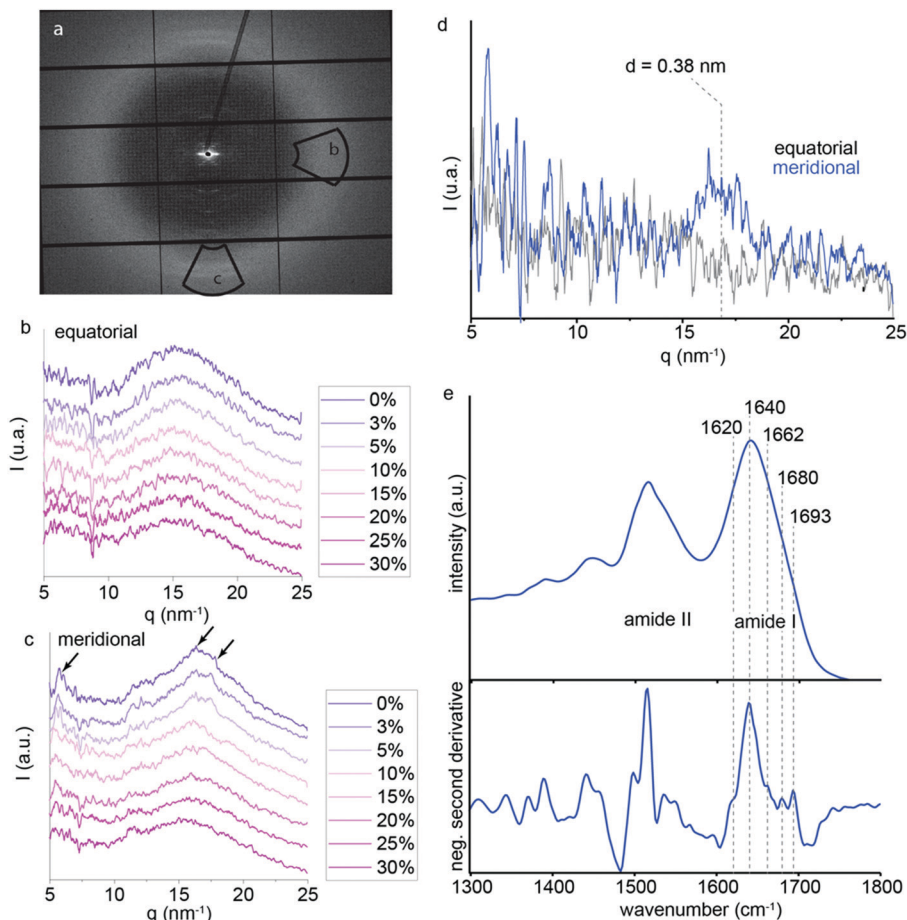 a
b
c
b
equatorial
I (u.a.)
0%
3%
5%
10%
15%
20%
25%
30%
5 10 15 20 25
q (nm⁻¹)
c
meridional
I (a.u.)
0%
3%
5%
10%
15%
20%
25%
30%
5 10 15 20 25
q (nm⁻¹)
d
d = 0.38 nm
equatorial
meridional
I (u.a.)
5 10 15 20 25
q (nm⁻¹)
e
1620
1640
1662
1680
1693
intensity (a.u.)
amide II amide I
neg. second derivative
1300 1400 1500 1600 1700 1800
wavenumber (cm⁻¹)